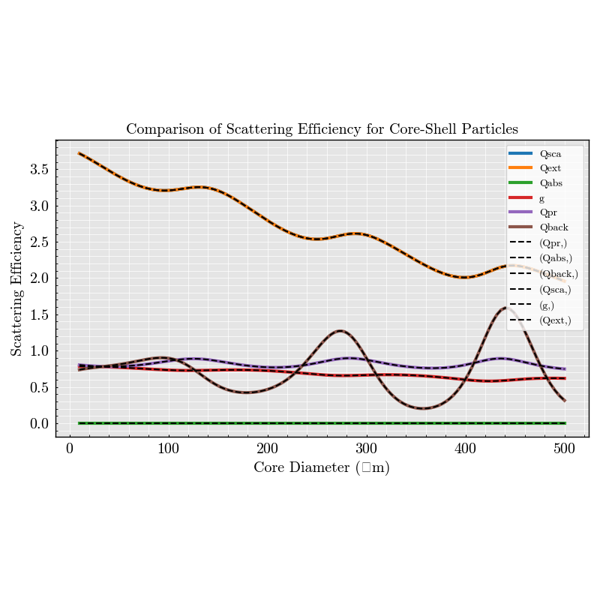 Comparison of Scattering Efficiency for Core-Shell Particles
Scattering Efficiency
3.5
3.0
2.5
2.0
1.5
1.0
0.5
0.0
Qsca
Qext
Qabs
g
Qpr
Qback
(Qpr,)
(Qabs,)
(Qback,)
(Qsca,)
(g,)
(Qext,)
0 100 200 300 400 500
Core Diameter (□m)